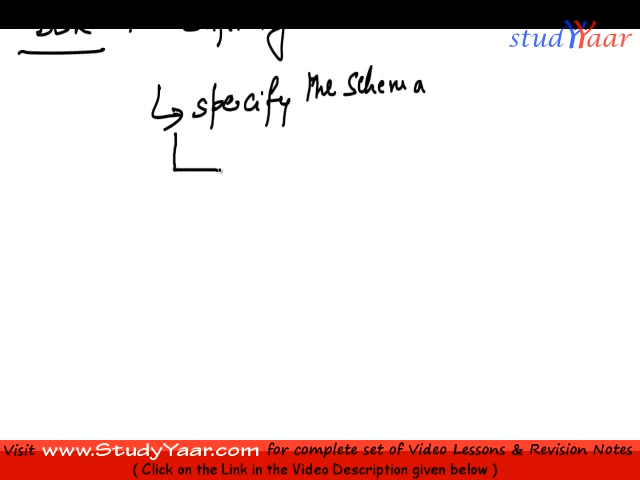 studYYaar
specify the schema
Visit www.StudyYaar.com for complete set of Video Lessons & Revision Notes
( Click on the Link in the Video Description given below )